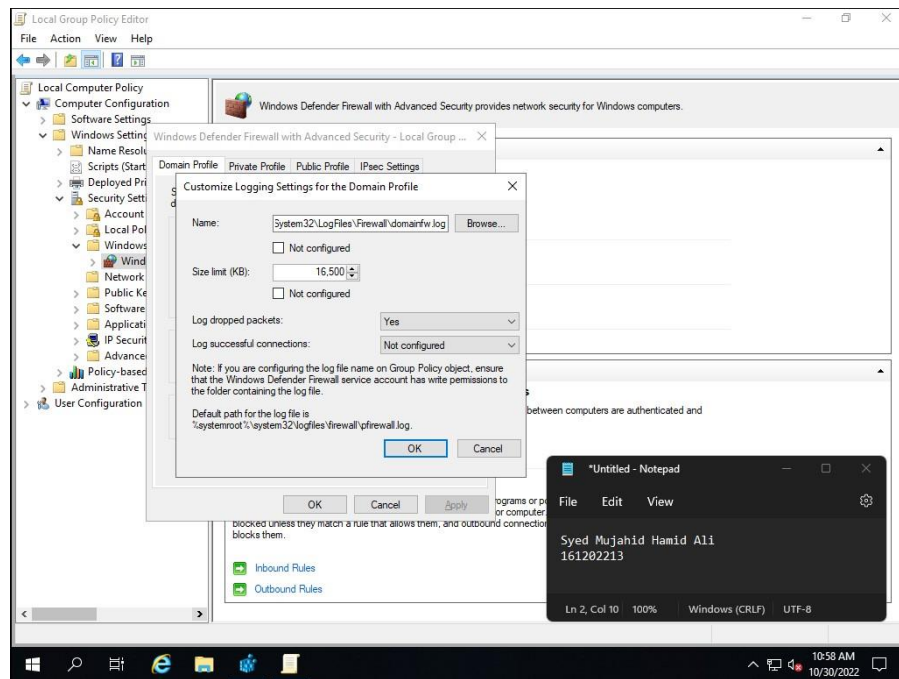 Local Group Policy Editor
File Action View Help
Local Computer Policy
Computer Configuration
Software Settings
Windows Setting
Name Resolu
Scripts (Start
Deployed Pri
Security Setti
Account
Local Pol
Windows
Wind
Network
Public Ke
Software
Applicati
IP Securit
Advance
Policy-based
Administrative T
User Configuration
Windows Defender Firewall with Advanced Security provides network security for Windows computers.
Windows Defender Firewall with Advanced Security - Local Group ...
Domain Profile Private Profile Public Profile IPsec Settings
Customize Logging Settings for the Domain Profile
Name: System32\LogFiles\Firewall\domainfw.log Browse...
Not configured
Size limit (KB): 16,500
Not configured
Log dropped packets: Yes
Log successful connections: Not configured
Note: If you are configuring the log file name on Group Policy object, ensure
that the Windows Defender Firewall service account has write permissions to
the folder containing the log file.
Default path for the log file is
%systemroot%\system32\logfiles\firewall\pfirewall.log.
OK Cancel
OK Cancel Apply
between computers are authenticated and
rograms or po
or computer.
blocked unless they match a rule that allows them, and outbound connection
blocks them.
Inbound Rules
Outbound Rules
*Untitled - Notepad
File Edit View
Syed Mujahid Hamid Ali
161202213
Ln 2, Col 10 100% Windows (CRLF) UTF-8
10:58 AM
10/30/2022